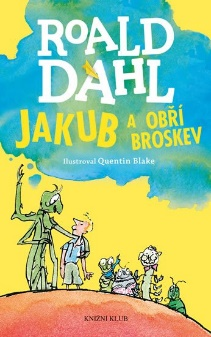 ROALD
DAHL
JAKUB A OBŘÍ
BROSKEV
Ilustroval Quentin Blake
KNIŽNÍ KLUB